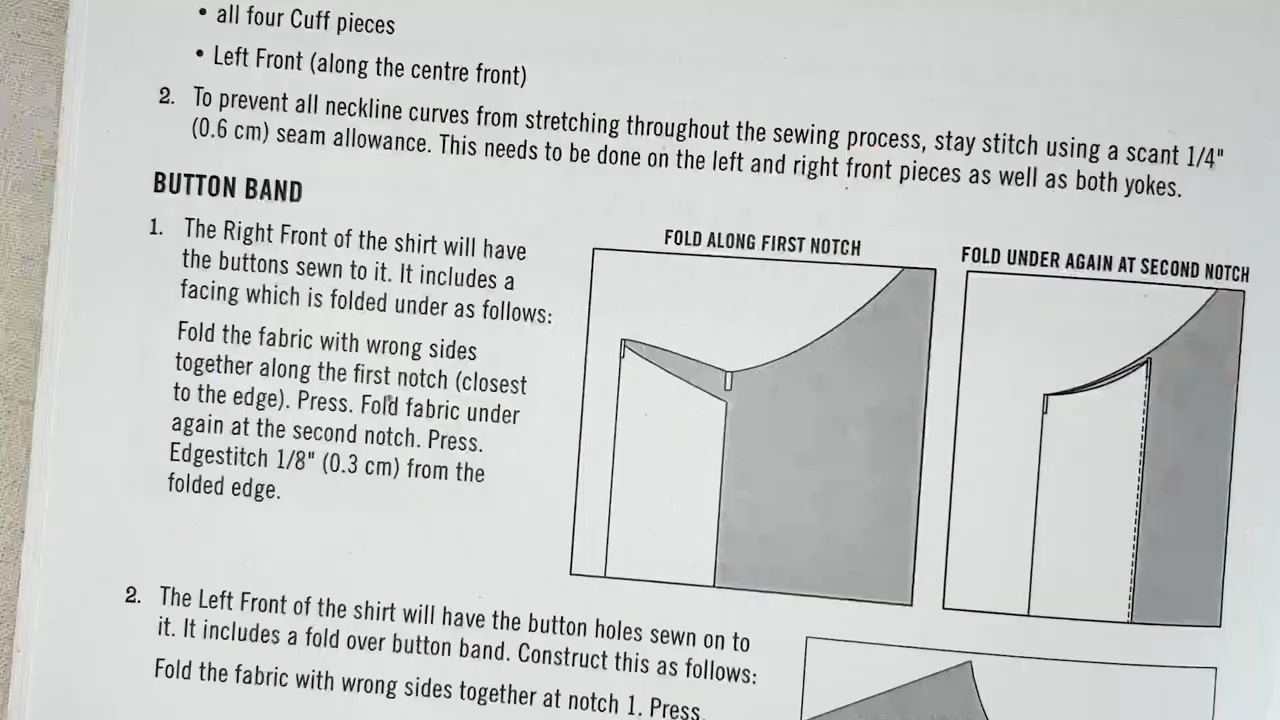 • all four Cuff pieces
• Left Front (along the centre front)
2. To prevent all neckline curves from stretching throughout the sewing process, stay stitch using a scant 1/4"
(0.6 cm) seam allowance. This needs to be done on the left and right front pieces as well as both yokes.
BUTTON BAND
1. The Right Front of the shirt will have
the buttons sewn to it. It includes a
facing which is folded under as follows:
Fold the fabric with wrong sides
together along the first notch (closest
to the edge). Press. Fold fabric under
again at the second notch. Press.
Edgestitch 1/8" (0.3 cm) from the
folded edge.
FOLD ALONG FIRST NOTCH
FOLD UNDER AGAIN AT SECOND NOTCH
2. The Left Front of the shirt will have the button holes sewn on to
it. It includes a fold over button band. Construct this as follows:
Fold the fabric with wrong sides together at notch 1. Press.